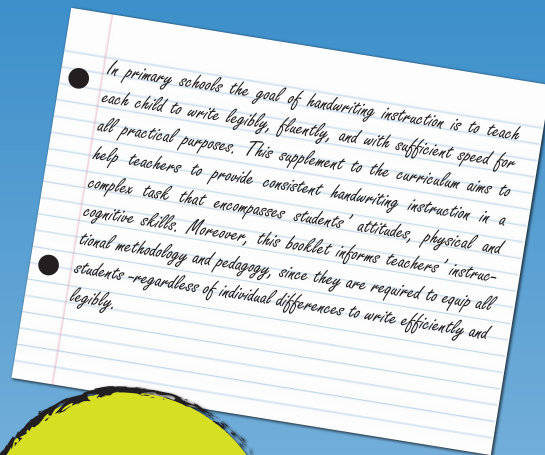 In primary schools the goal of handwriting instruction is to teach
each child to write legibly, fluently, and with sufficient speed for
all practical purposes. This supplement to the curriculum aims to
help teachers to provide consistent handwriting instruction in a
complex task that encompasses students' attitudes, physical and
cognitive skills. Moreover, this booklet informs teachers' instruc-
tional methodology and pedagogy, since they are required to equip all
students -regardless of individual differences to write efficiently and
legibly.